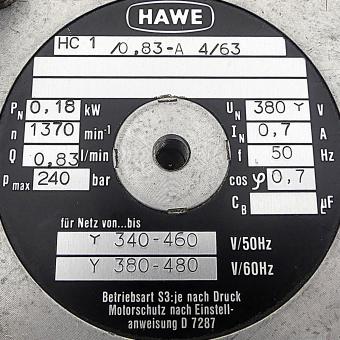 HAWE
HC 1 /0,83-A 4/63
PN 0,18 kW UN 380 Y V
n 1370 min-1 IN 0,7 A
Q 0,83 l/min f 50 Hz
p max 240 bar cos φ 0,7
CB µF
für Netz von...bis
Y 340-460 V/50Hz
Y 380-480 V/60Hz
Betriebsart S3:je nach Druck
Motorschutz nach Einstell-
anweisung D 7287